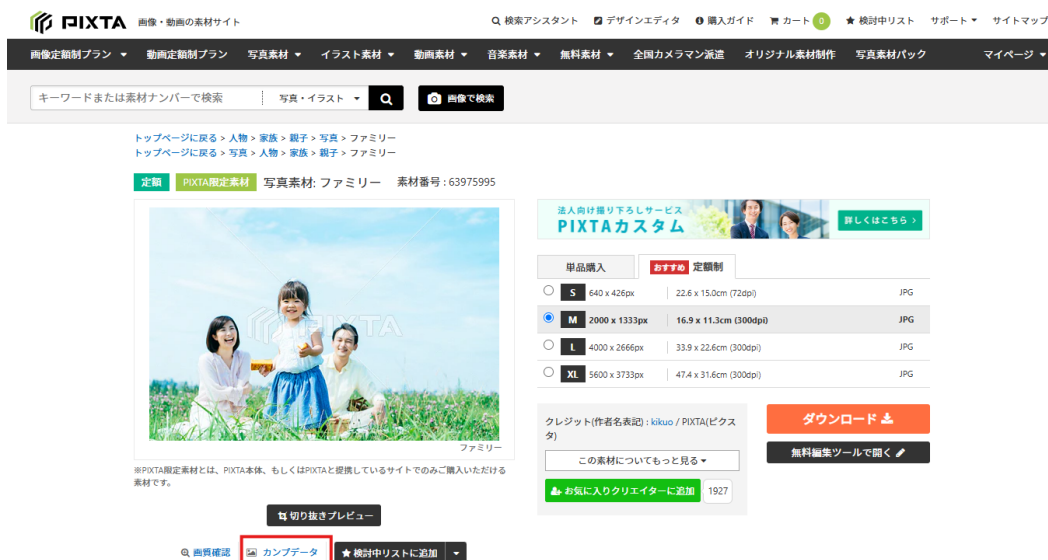 PIXTA 画像・動画の素材サイト 検索アシスタント デザインエディタ 購入ガイド カート 0 検討中リスト サポート サイトマップ
画像定額制プラン 動画定額制プラン 写真素材 イラスト素材 動画素材 音楽素材 無料素材 全国カメラマン派遣 オリジナル素材制作 写真素材パック マイページ
キーワードまたは素材ナンバーで検索 写真・イラスト 画像で検索
トップページに戻る > 人物 > 家族 > 親子 > 写真 > ファミリー
トップページに戻る > 写真 > 人物 > 家族 > 親子 > ファミリー
定額 PIXTA限定素材 写真素材: ファミリー 素材番号 : 63975995
PIXTA
ファミリー
※PIXTA限定素材とは、PIXTA本体、もしくはPIXTAと提携しているサイトでのみご購入いただける
素材です。
切り抜きプレビュー
画質確認 カンプデータ 検討中リストに追加
法人向け撮り下ろしサービス
PIXTAカスタム 詳しくはこちら >
単品購入 おすすめ 定額制
S 640 x 426px 22.6 x 15.0cm (72dpi) JPG
M 2000 x 1333px 16.9 x 11.3cm (300dpi) JPG
L 4000 x 2666px 33.9 x 22.6cm (300dpi) JPG
XL 5600 x 3733px 47.4 x 31.6cm (300dpi) JPG
クレジット(作者名表記) : kikuo / PIXTA(ピクス
タ)
この素材についてもっと見る
お気に入りクリエイターに追加 1927
ダウンロード
無料編集ツールで開く